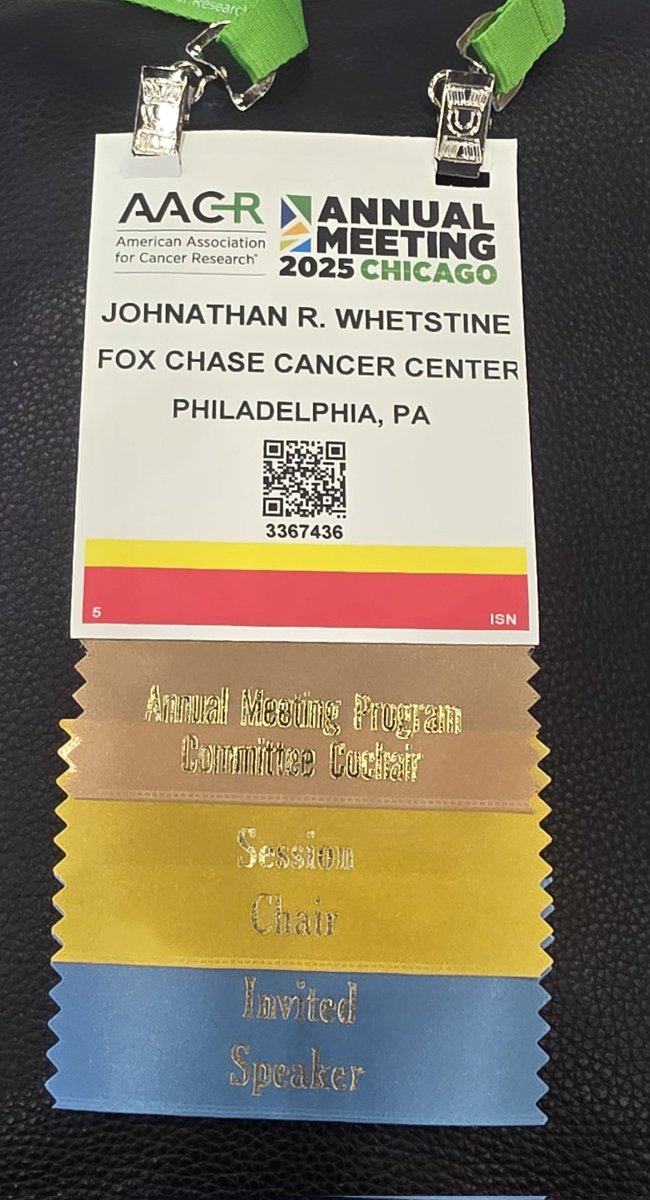 r Research
AACR
American Association
for Cancer Research®
ANNUAL
MEETING
2025 CHICAGO
JOHNATHAN R. WHETSTINE
FOX CHASE CANCER CENTER
PHILADELPHIA, PA
3367436
5 ISN
Annual Meeting Program
Committee Cochair
Session
Chair
Invited
Speaker